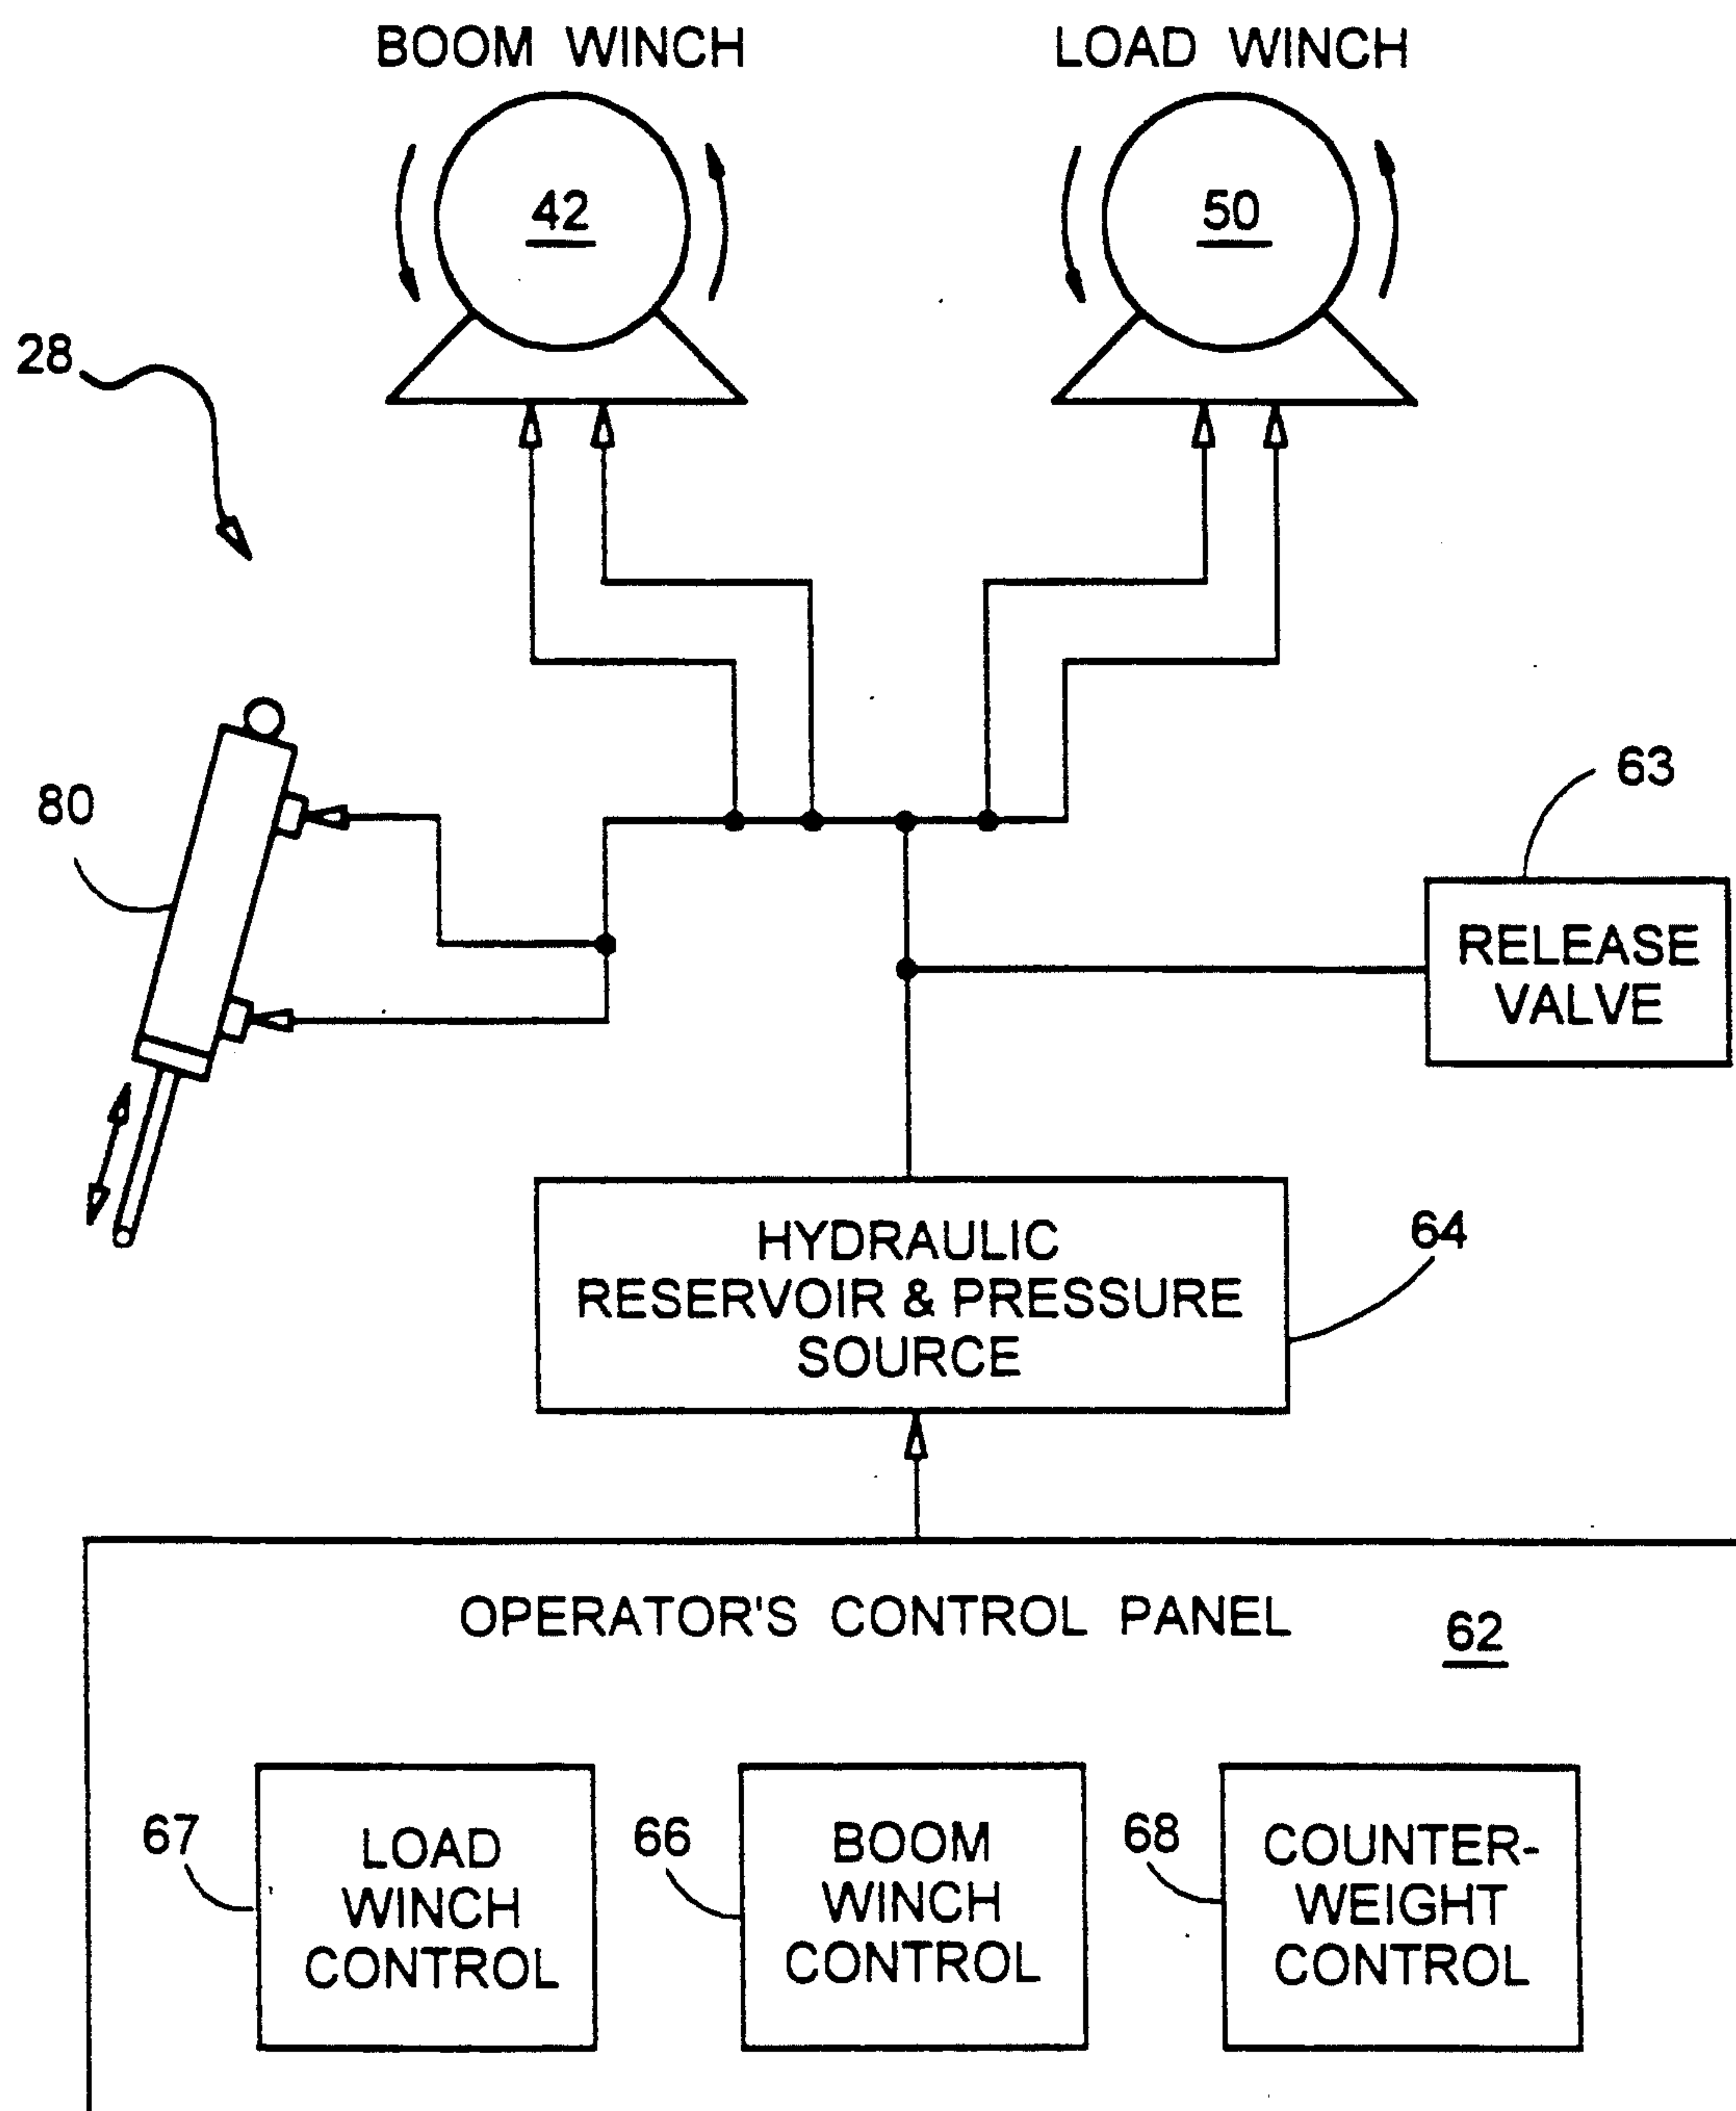 BOOM WINCH
LOAD WINCH
42
50
28
80
63
RELEASE
VALVE
HYDRAULIC
RESERVOIR & PRESSURE
SOURCE
64
OPERATOR'S CONTROL PANEL
62
67
LOAD
WINCH
CONTROL
66
BOOM
WINCH
CONTROL
68
COUNTER-
WEIGHT
CONTROL